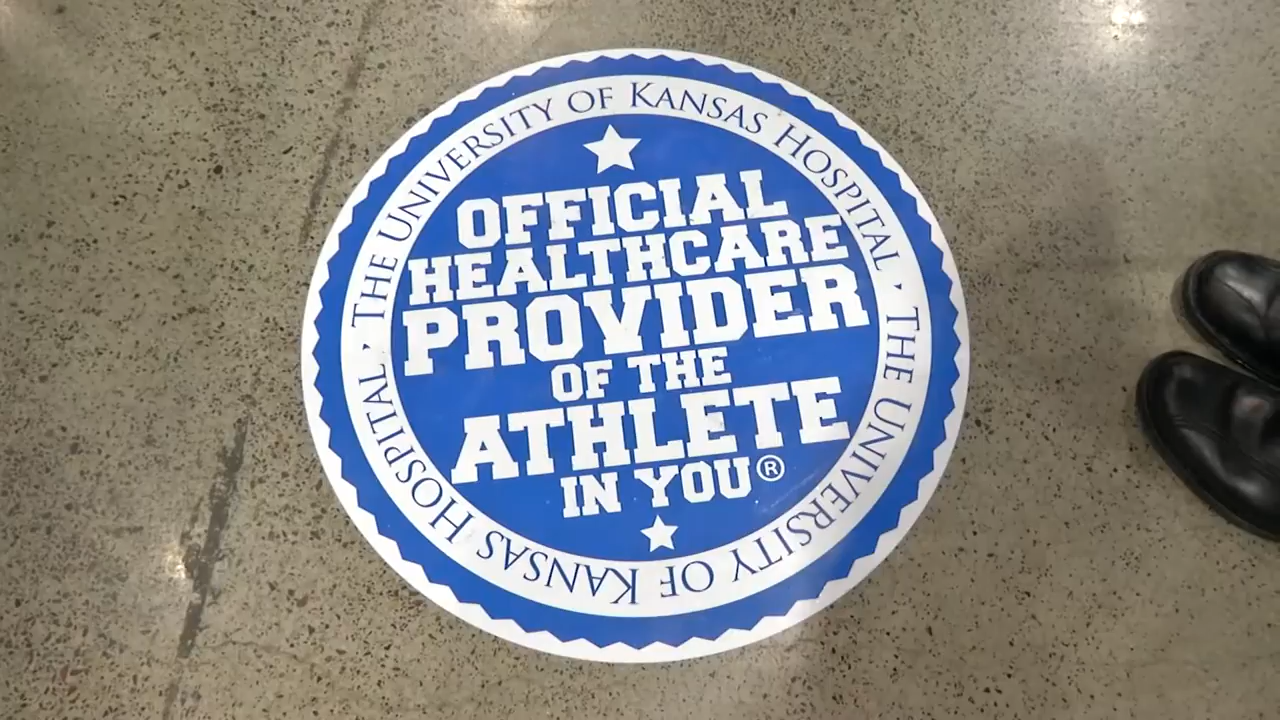 THE UNIVERSITY OF KANSAS HOSPITAL • THE UNIVERSITY OF KANSAS HOSPITAL •
OFFICIAL
HEALTHCARE
PROVIDER
OF THE
ATHLETE
IN YOU®